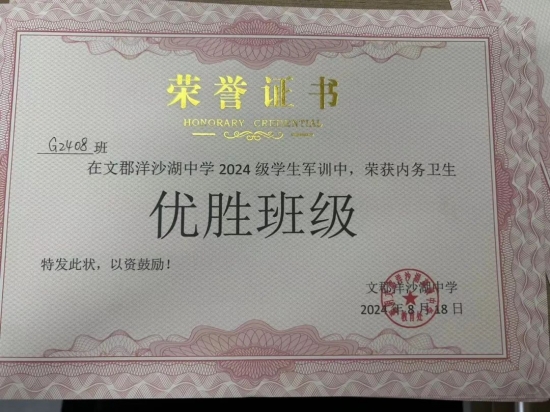 荣誉证书
HONORARY CREDENTIAL
G2408 班
在文郡洋沙湖中学 2024 级学生军训中，荣获内务卫生
优胜班级
特发此状，以资鼓励！
文郡洋沙湖中学
2024 年 8 月 18 日